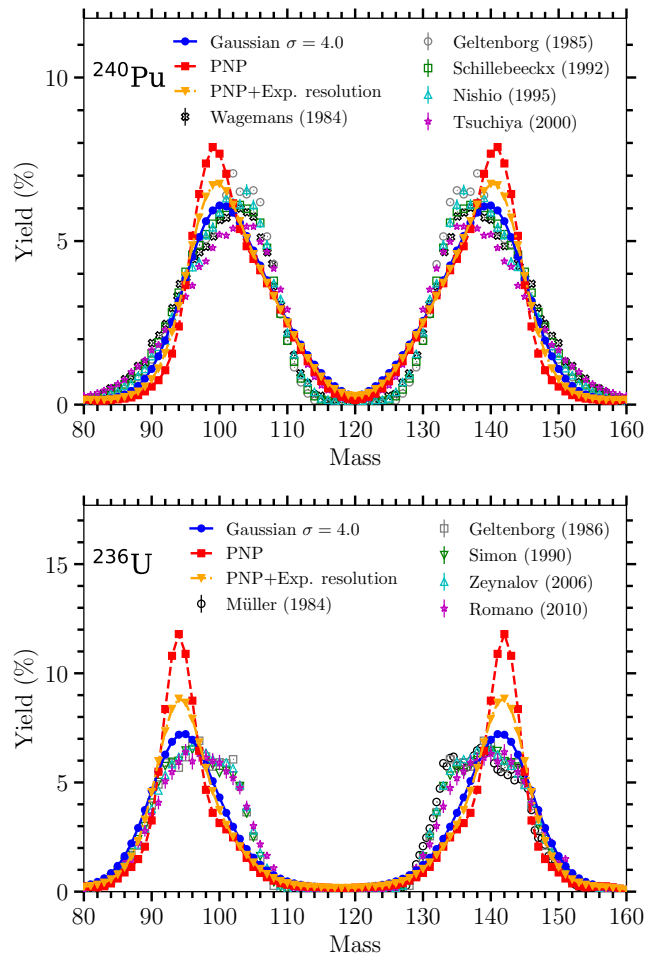 ²⁴⁰Pu
Gaussian σ = 4.0
PNP
PNP+Exp. resolution
Wagemans (1984)
Geltenborg (1985)
Schillebeeckx (1992)
Nishio (1995)
Tsuchiya (2000)
Yield (%)
10
5
0
80 90 100 110 120 130 140 150 160
Mass
²³⁶U
Gaussian σ = 4.0
PNP
PNP+Exp. resolution
Müller (1984)
Geltenborg (1986)
Simon (1990)
Zeynalov (2006)
Romano (2010)
Yield (%)
15
10
5
0
80 90 100 110 120 130 140 150 160
Mass